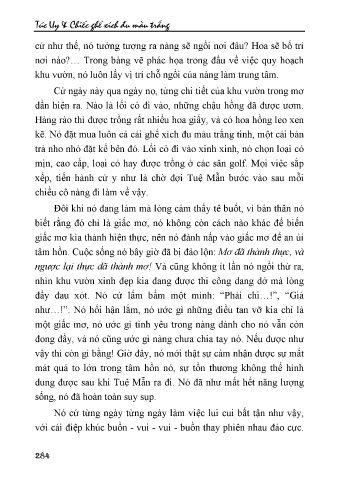 Túc Uy & Chiếc ghế xích đu màu trắng
cứ như thế, nó tưởng tượng ra nàng sẽ ngồi nơi đâu? Hoa sẽ bố trí
nơi nào?… Trong bảng vẽ phác họa trong đầu về việc quy hoạch
khu vườn, nó luôn lấy vị trí chỗ ngồi của nàng làm trung tâm.
Cứ ngày này qua ngày nọ, từng chi tiết của khu vườn trong mơ
dần hiện ra. Nào là lối cỏ đi vào, những chậu hồng đã được ươm.
Hàng rào thì được trồng rất nhiều hoa giấy, và có hoa hồng leo xen
kẽ. Nó đặt mua luôn cả cái ghế xích đu màu trắng tinh, một cái bàn
trà nho nhỏ đặt kế bên đó. Lối cỏ đi vào xinh xinh, nó chọn loại cỏ
mịn, cao cấp, loại cỏ hay được trồng ở các sân golf. Mọi việc sắp
xếp, tiến hành cứ y như là chờ đợi Tuệ Mẫn bước vào sau mỗi
chiều cô nàng đi làm về vậy.
Đôi khi nó đang làm mà lòng cảm thấy tê buốt, vì bản thân nó
biết rằng đó chỉ là giấc mơ, nó không còn cách nào khác để biến
giấc mơ kia thành hiện thực, nên nó đành nấp vào giấc mơ để an ủi
tâm hồn. Cuộc sống nó bây giờ đã bị đảo lộn: Mơ đã thành thực, và
ngược lại thực đã thành mơ! Và cũng không ít lần nó ngồi thừ ra,
nhìn khu vườn xinh đẹp kia đang được thi công dang dở mà lòng
đầy đau xót. Nó cứ lẩm bẩm một mình: “Phải chi…!”, “Giá
như…!”. Nó hối hận lắm, nó ước gì những điều tan vỡ kia chỉ là
một giấc mơ, nó ước gì tình yêu trong nàng dành cho nó vẫn còn
đong đầy, và nó cũng ước gì nàng chưa chia tay nó. Nếu được như
vậy thì còn gì bằng! Giờ đây, nó mới thật sự cảm nhận được sự mất
mát quá to lớn trong tâm hồn nó, sự tổn thương không thể hình
dung được sau khi Tuệ Mẫn ra đi. Nó đã như mất hết năng lượng
sống, nó đã hoàn toàn suy sụp.
Nó cứ từng ngày từng ngày làm việc lui cui bất tận như vậy,
với cái điệp khúc buồn - vui - vui - buồn thay phiên nhau đảo cực.
284